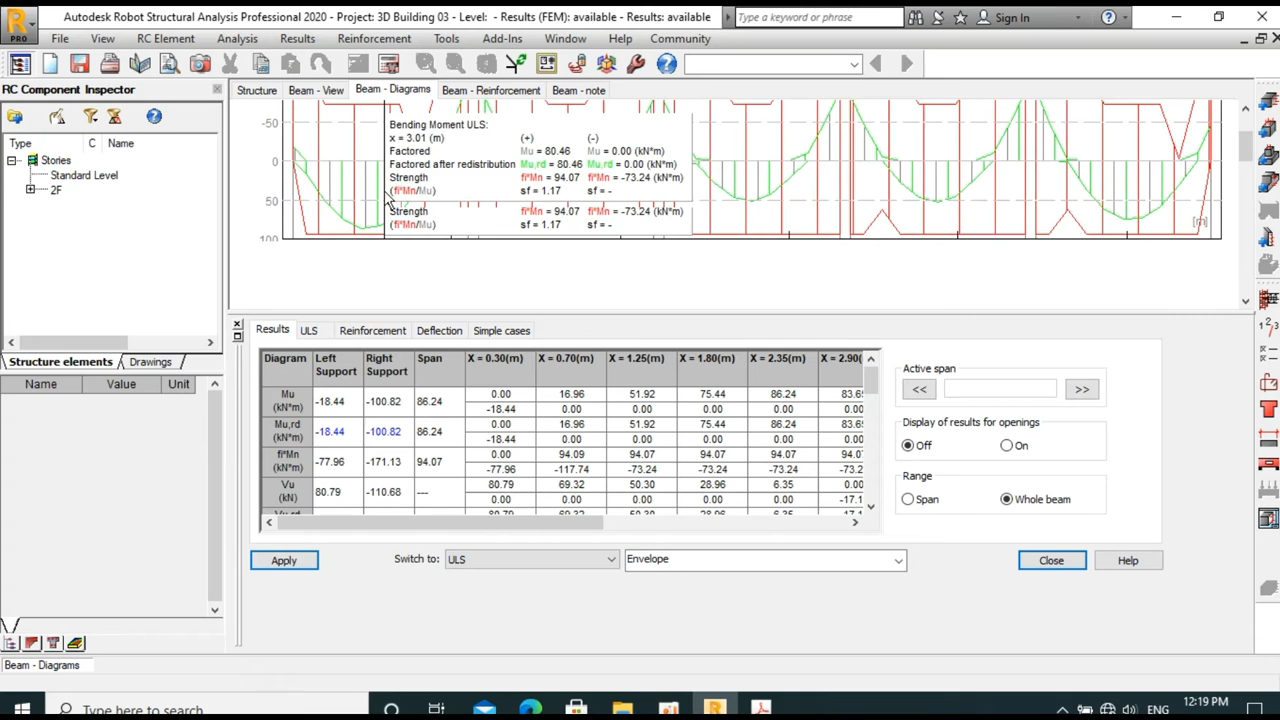 Autodesk Robot Structural Analysis Professional 2020 - Project: 3D Building 03 - Level:  - Results (FEM): available - Results: available
Type a keyword or phrase
Sign In
PRO
File View RC Element Analysis Results Reinforcement Tools Add-Ins Window Help Community
RC Component Inspector
Structure Beam - View Beam - Diagrams Beam - Reinforcement Beam - note
Type C Name
Stories
Standard Level
2F
-50
0
50
100
Bending Moment ULS:
x = 3.01 (m) (+) (-)
Factored Mu = 80.46 Mu = 0.00 (kN*m)
Factored after redistribution Mu,rd = 80.46 Mu,rd = 0.00 (kN*m)
Strength fi*Mn = 94.07 fi*Mn = -73.24 (kN*m)
(fi*Mn/Mu) sf = 1.17 sf = -
Strength fi*Mn = 94.07 fi*Mn = -73.24 (kN*m)
(fi*Mn/Mu) sf = 1.17 sf = -
[m]
Structure elements Drawings
Name Value Unit
Results ULS Reinforcement Deflection Simple cases
Diagram Left Support Right Support Span X = 0.30(m) X = 0.70(m) X = 1.25(m) X = 1.80(m) X = 2.35(m) X = 2.90(
Mu (kN*m) -18.44 -100.82 86.24 0.00 16.96 51.92 75.44 86.24 83.6
-18.44 0.00 0.00 0.00 0.00 0.00
Mu,rd (kN*m) -18.44 -100.82 86.24 0.00 16.96 51.92 75.44 86.24 83.6
-18.44 0.00 0.00 0.00 0.00 0.00
fi*Mn (kN*m) -77.96 -171.13 94.07 0.00 94.09 94.07 94.07 94.07 94.0
-77.96 -117.74 -73.24 -73.24 -73.24 -73.2
Vu (kN) 80.79 -110.68 --- 80.79 69.32 50.30 28.96 6.35 0.00
0.00 0.00 0.00 0.00 0.00 -17.1
Active span
<< >>
Display of results for openings
Off On
Range
Span Whole beam
Apply Switch to: ULS Envelope Close Help
Beam - Diagrams
Type here to search
ENG
12:19 PM